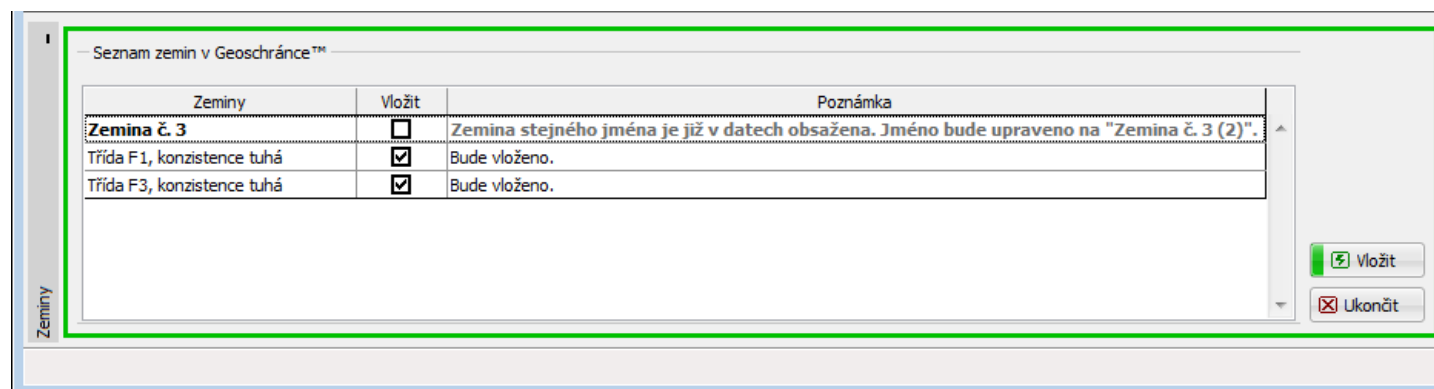 Seznam zemin v Geoschránce™
Zeminy Vložit Poznámka
Zemina č. 3 Zemina stejného jména je již v datech obsažena. Jméno bude upraveno na "Zemina č. 3 (2)".
Třída F1, konzistence tuhá Bude vloženo.
Třída F3, konzistence tuhá Bude vloženo.
Vložit
Ukončit
Zeminy